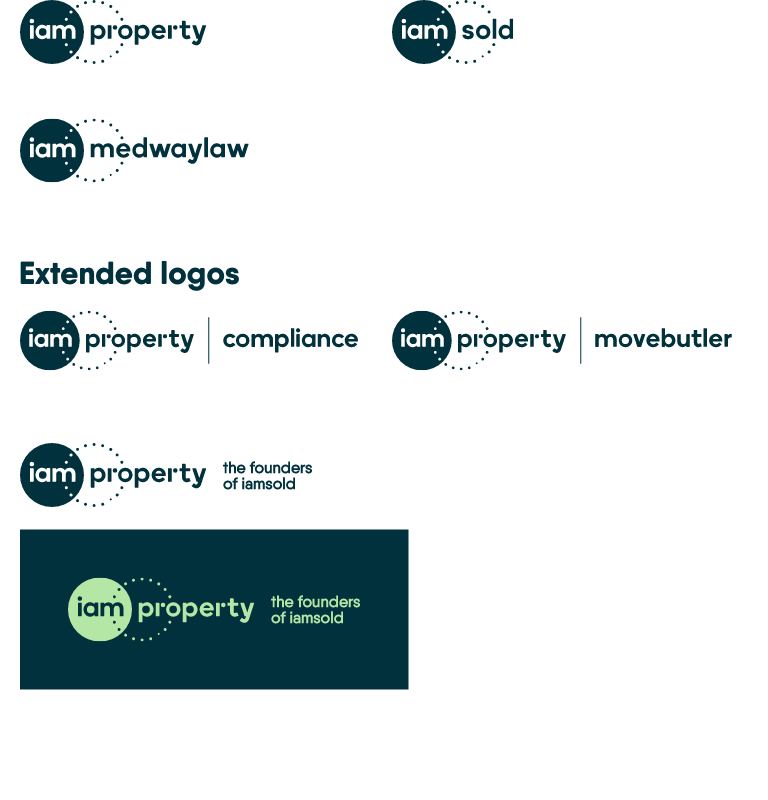 iam property
iam sold
iam medwaylaw
Extended logos
iam property | compliance
iam property | movebutler
iam property
the founders
of iamsold
iam property
the founders
of iamsold